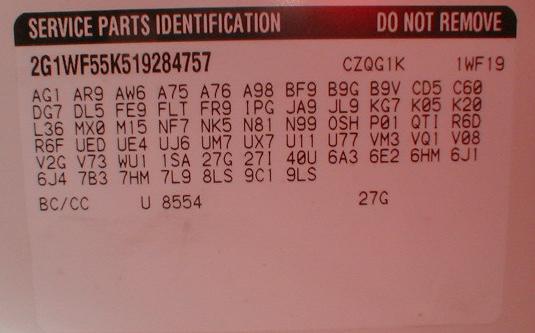 SERVICE PARTS IDENTIFICATION DO NOT REMOVE
2G1WF55K519284757 CZQG1K 1WF19
AG1 AR9 AW6 A75 A76 A98 BF9 B9G B9V CD5 C60
DG7 DL5 FE9 FLT FR9 IPG JA9 JL9 KG7 K05 K20
L36 MX0 M15 NF7 NK5 N81 N99 OSH P01 QTI R6D
R6F UED UE4 UJ6 UM7 UX7 U11 U77 VM3 VQ1 V08
V2G V73 WU1 1SA 27G 27I 40U 6A3 6E2 6HM 6J1
6J4 7B3 7HM 7L9 8LS 9C1 9LS
BC/CC U 8554 27G